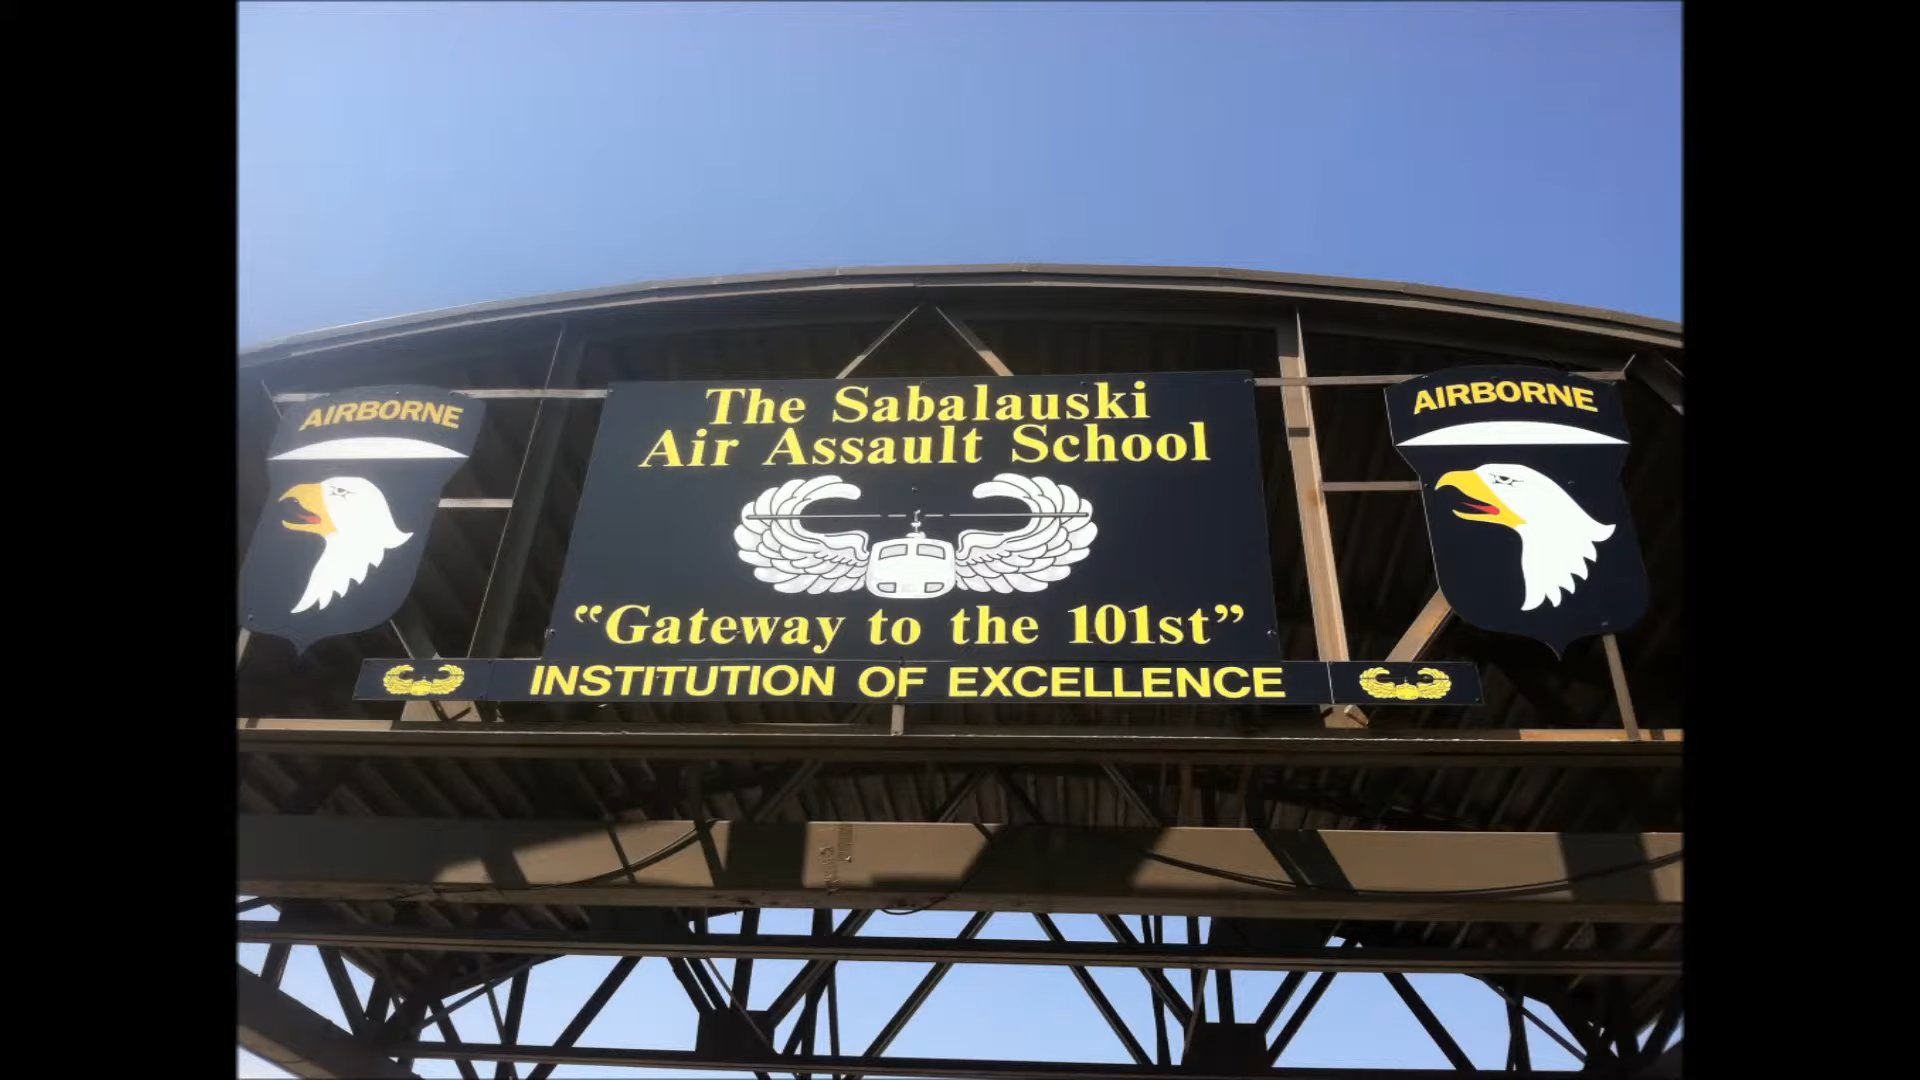 AIRBORNE
The Sabalauski
Air Assault School
"Gateway to the 101st"
INSTITUTION OF EXCELLENCE
AIRBORNE